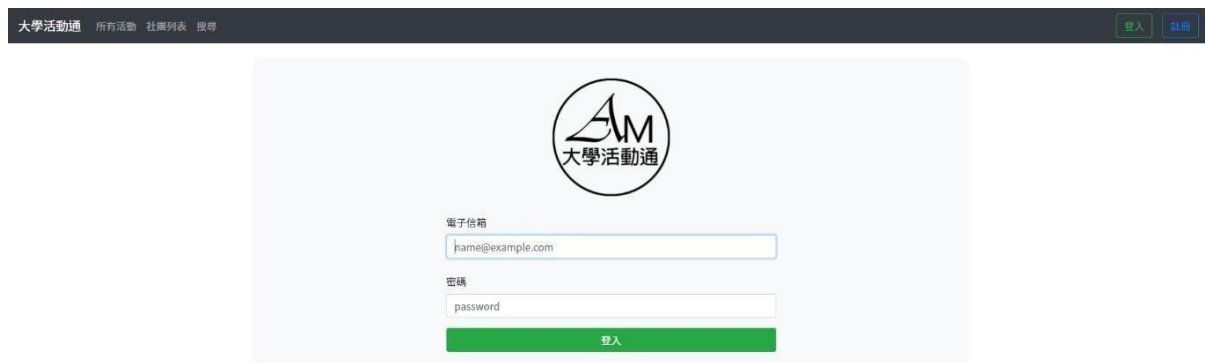 大學活動通 所有活動 社團列表 搜尋 登入 註冊
AM
大學活動通
電子信箱
name@example.com
密碼
password
登入